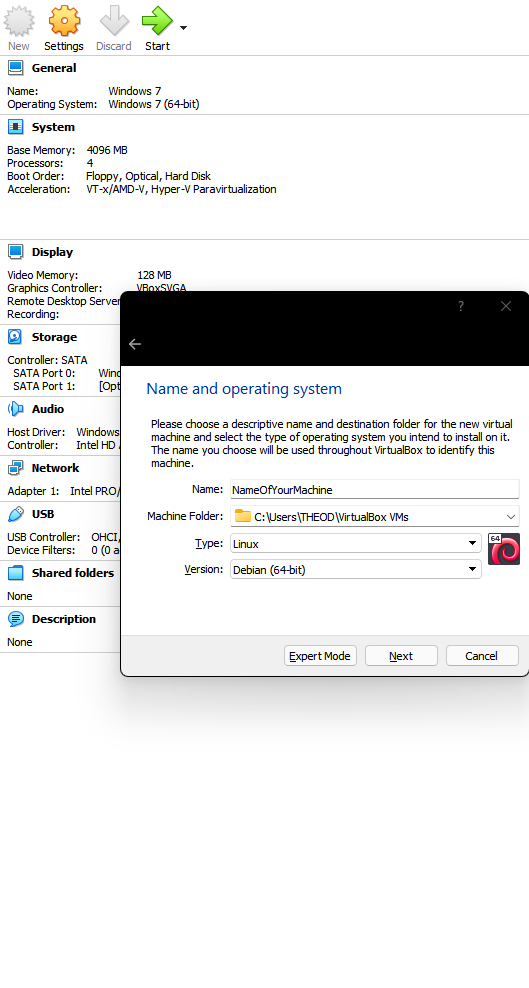 New Settings Discard Start
General
Name: Windows 7
Operating System: Windows 7 (64-bit)
System
Base Memory: 4096 MB
Processors: 4
Boot Order: Floppy, Optical, Hard Disk
Acceleration: VT-x/AMD-V, Hyper-V Paravirtualization
Display
Video Memory: 128 MB
Graphics Controller: VBoxSVGA
Remote Desktop Server
Recording:
Storage
Controller: SATA
SATA Port 0: Wind
SATA Port 1: [Opt
Audio
Host Driver: Windows
Controller: Intel HD
Network
Adapter 1: Intel PRO/
USB
USB Controller: OHCI,
Device Filters: 0 (0 a
Shared folders
None
Description
None
?
Name and operating system
Please choose a descriptive name and destination folder for the new virtual
machine and select the type of operating system you intend to install on it.
The name you choose will be used throughout VirtualBox to identify this
machine.
Name: NameOfYourMachine
Machine Folder: C:\Users\THEOD\VirtualBox VMs
Type: Linux
64
Version: Debian (64-bit)
Expert Mode Next Cancel